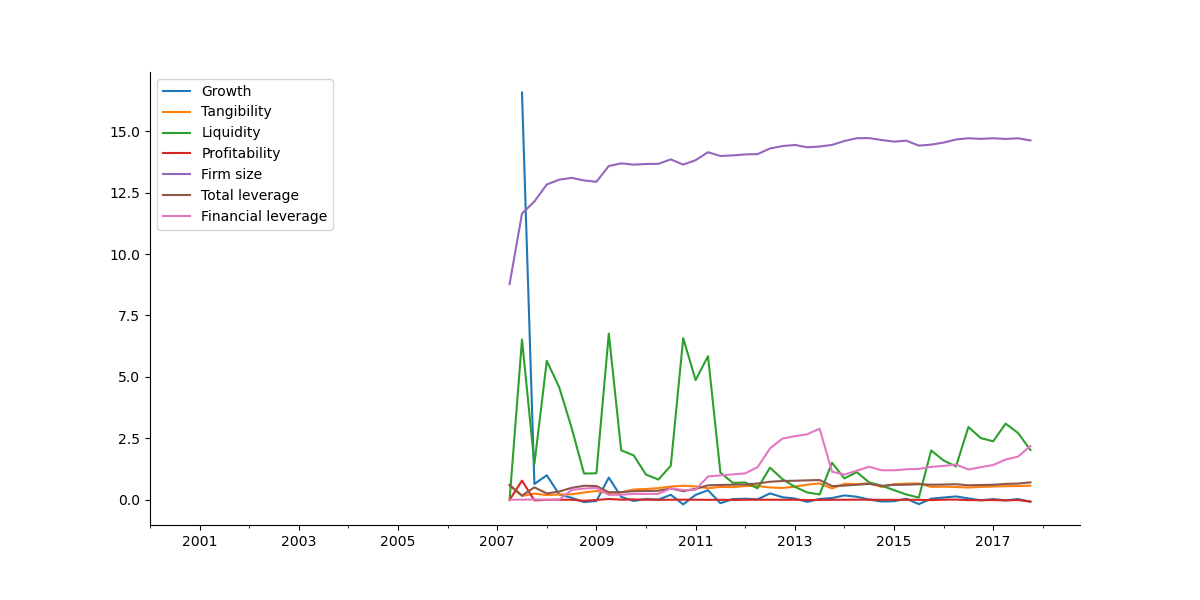 Growth
Tangibility
Liquidity
Profitability
Firm size
Total leverage
Financial leverage
15.0
12.5
10.0
7.5
5.0
2.5
0.0
2001 2003 2005 2007 2009 2011 2013 2015 2017